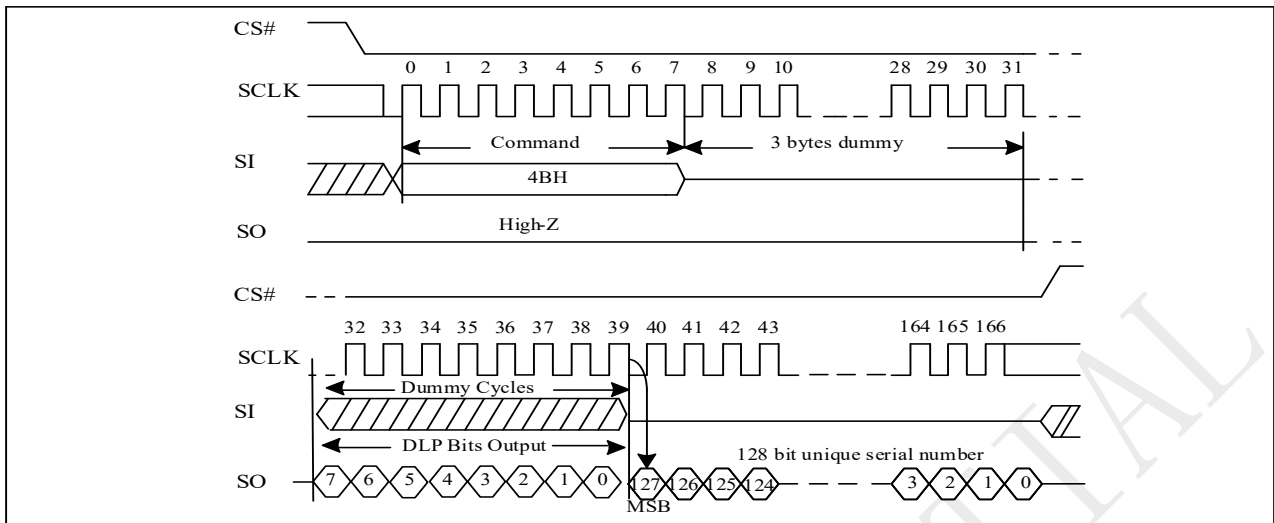 CS#
0 1 2 3 4 5 6 7 8 9 10 28 29 30 31
SCLK
Command 3 bytes dummy
SI
4BH
High-Z
SO
CS#
32 33 34 35 36 37 38 39 40 41 42 43 164 165 166
SCLK
Dummy Cycles
SI
DLP Bits Output 128 bit unique serial number
SO 7 6 5 4 3 2 1 0 127 126 125 124 3 2 1 0
MSB
TIAL